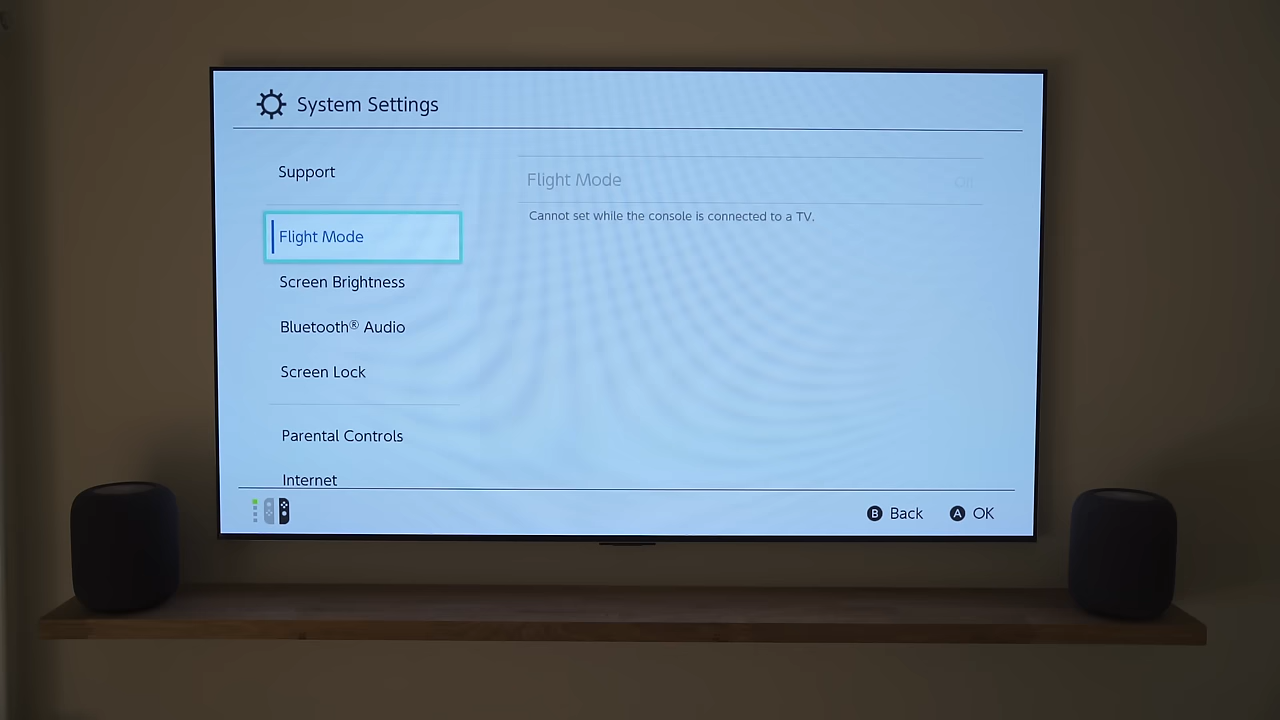 System Settings
Support
Flight Mode
Screen Brightness
Bluetooth® Audio
Screen Lock
Parental Controls
Internet
Flight Mode
Off
Cannot set while the console is connected to a TV.
B Back
A OK